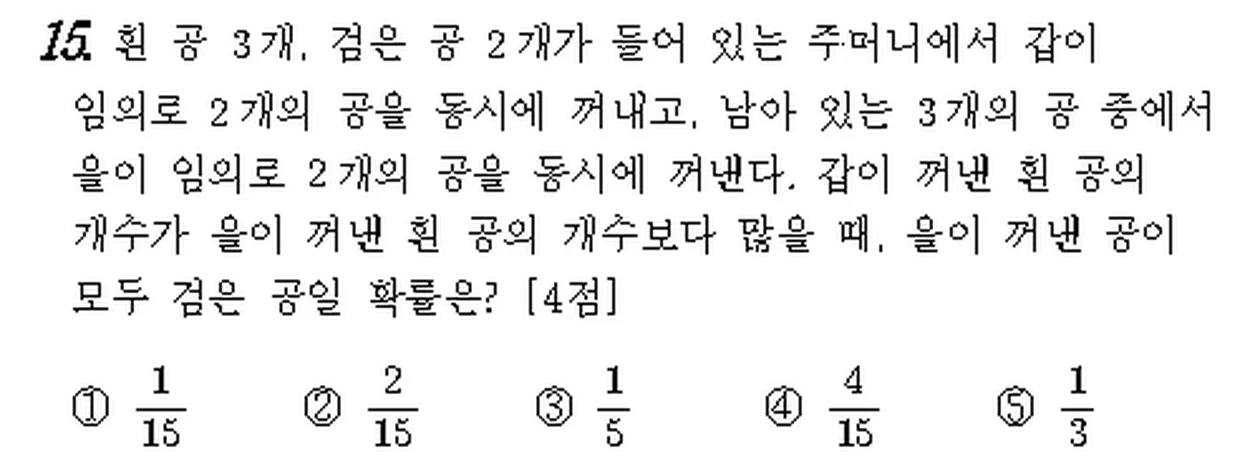 15. 흰 공 3개, 검은 공 2개가 들어 있는 주머니에서 갑이
임의로 2개의 공을 동시에 꺼내고, 남아 있는 3개의 공 중에서
을이 임의로 2개의 공을 동시에 꺼낸다. 갑이 꺼낸 흰 공의
개수가 을이 꺼낸 흰 공의 개수보다 많을 때, 을이 꺼낸 공이
모두 검은 공일 확률은? [4점]
① 1/15 ② 2/15 ③ 1/5 ④ 4/15 ⑤ 1/3